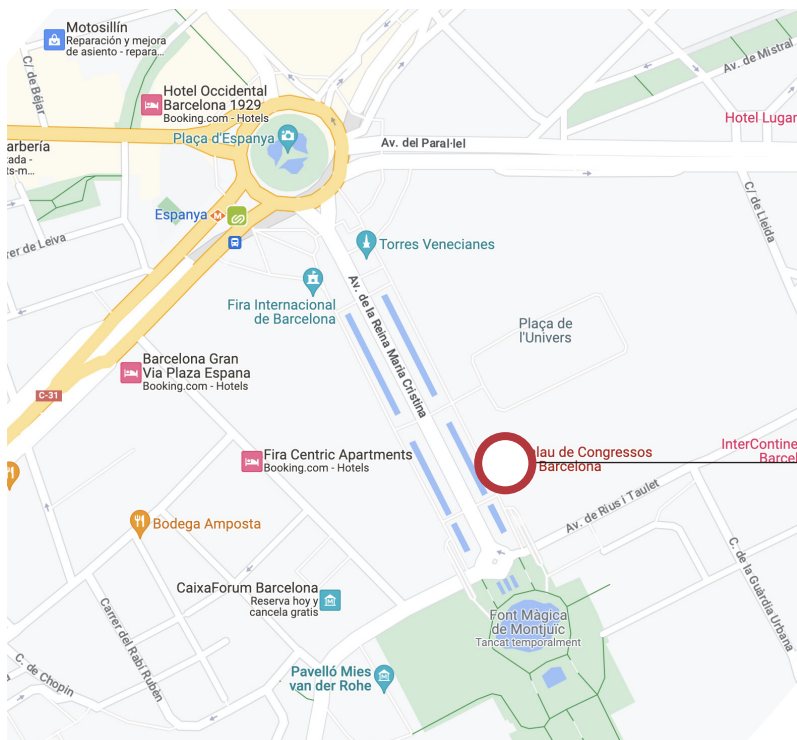 Motosillín
Reparación y mejora
de asiento - repara...
C/ de Béjar
Av. de Mistral
Hotel Occidental
Barcelona 1929
Booking.com - Hotels
Hotel Lugar
Plaça d'Espanya
Av. del Paral·lel
arbería
tada -
ts-m...
C/ de Lleida
Espanya
M
rer de Leiva
Torres Venecianes
Fira Internacional
de Barcelona
Av. de la Reina Maria Cristina
Plaça de
l'Univers
Barcelona Gran
Via Plaza Espana
Booking.com - Hotels
C-31
Fira Centric Apartments
Booking.com - Hotels
lau de Congressos
Barcelona
InterContine
Barcel
Bodega Amposta
Av. de Rius i Taulet
C. de la Guàrdia Urbana
CaixaForum Barcelona
Reserva hoy y
cancela gratis
Font Màgica
de Montjuïc
Tancat temporalment
Carrer del Rabí Rubèn
C. de Chopin
Pavelló Mies
van der Rohe